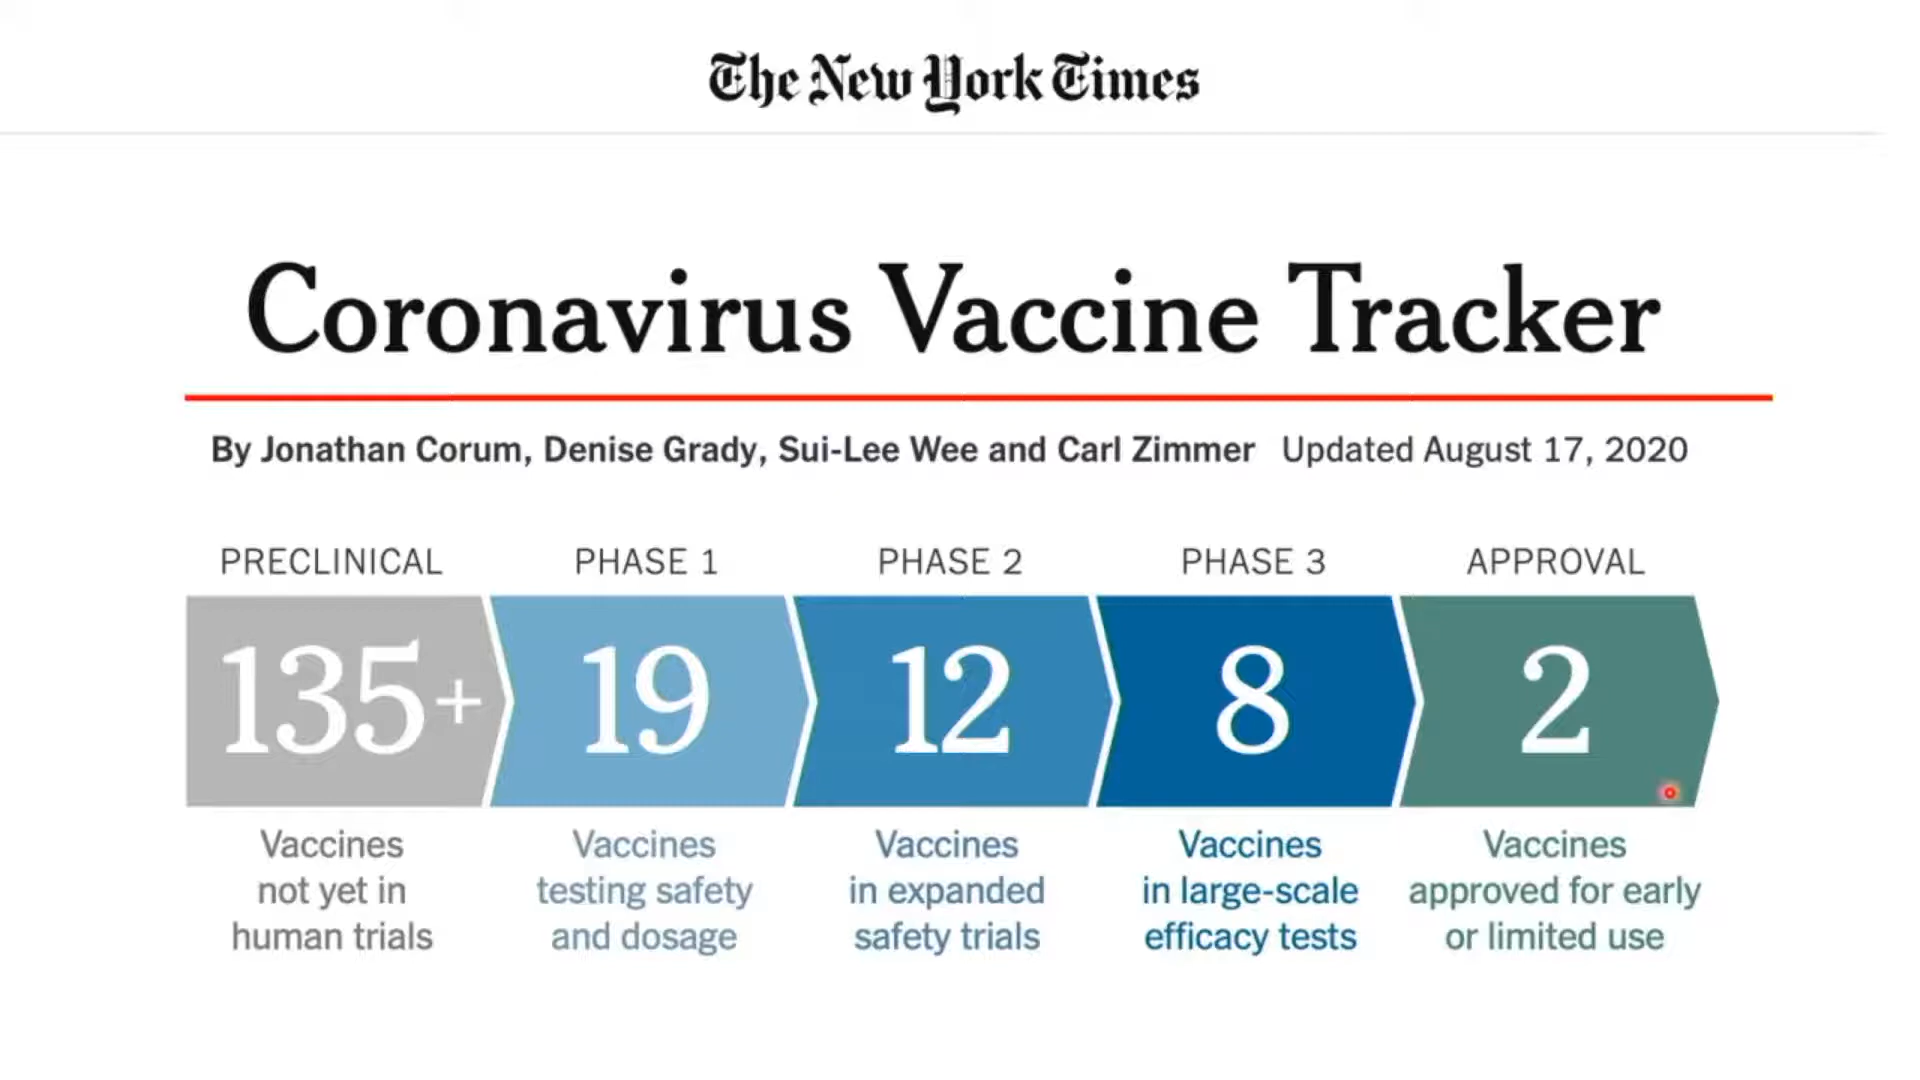 The New York Times
Coronavirus Vaccine Tracker
By Jonathan Corum, Denise Grady, Sui-Lee Wee and Carl Zimmer Updated August 17, 2020
PRECLINICAL
135+
Vaccines
not yet in
human trials
PHASE 1
19
Vaccines
testing safety
and dosage
PHASE 2
12
Vaccines
in expanded
safety trials
PHASE 3
8
Vaccines
in large-scale
efficacy tests
APPROVAL
2
Vaccines
approved for early
or limited use